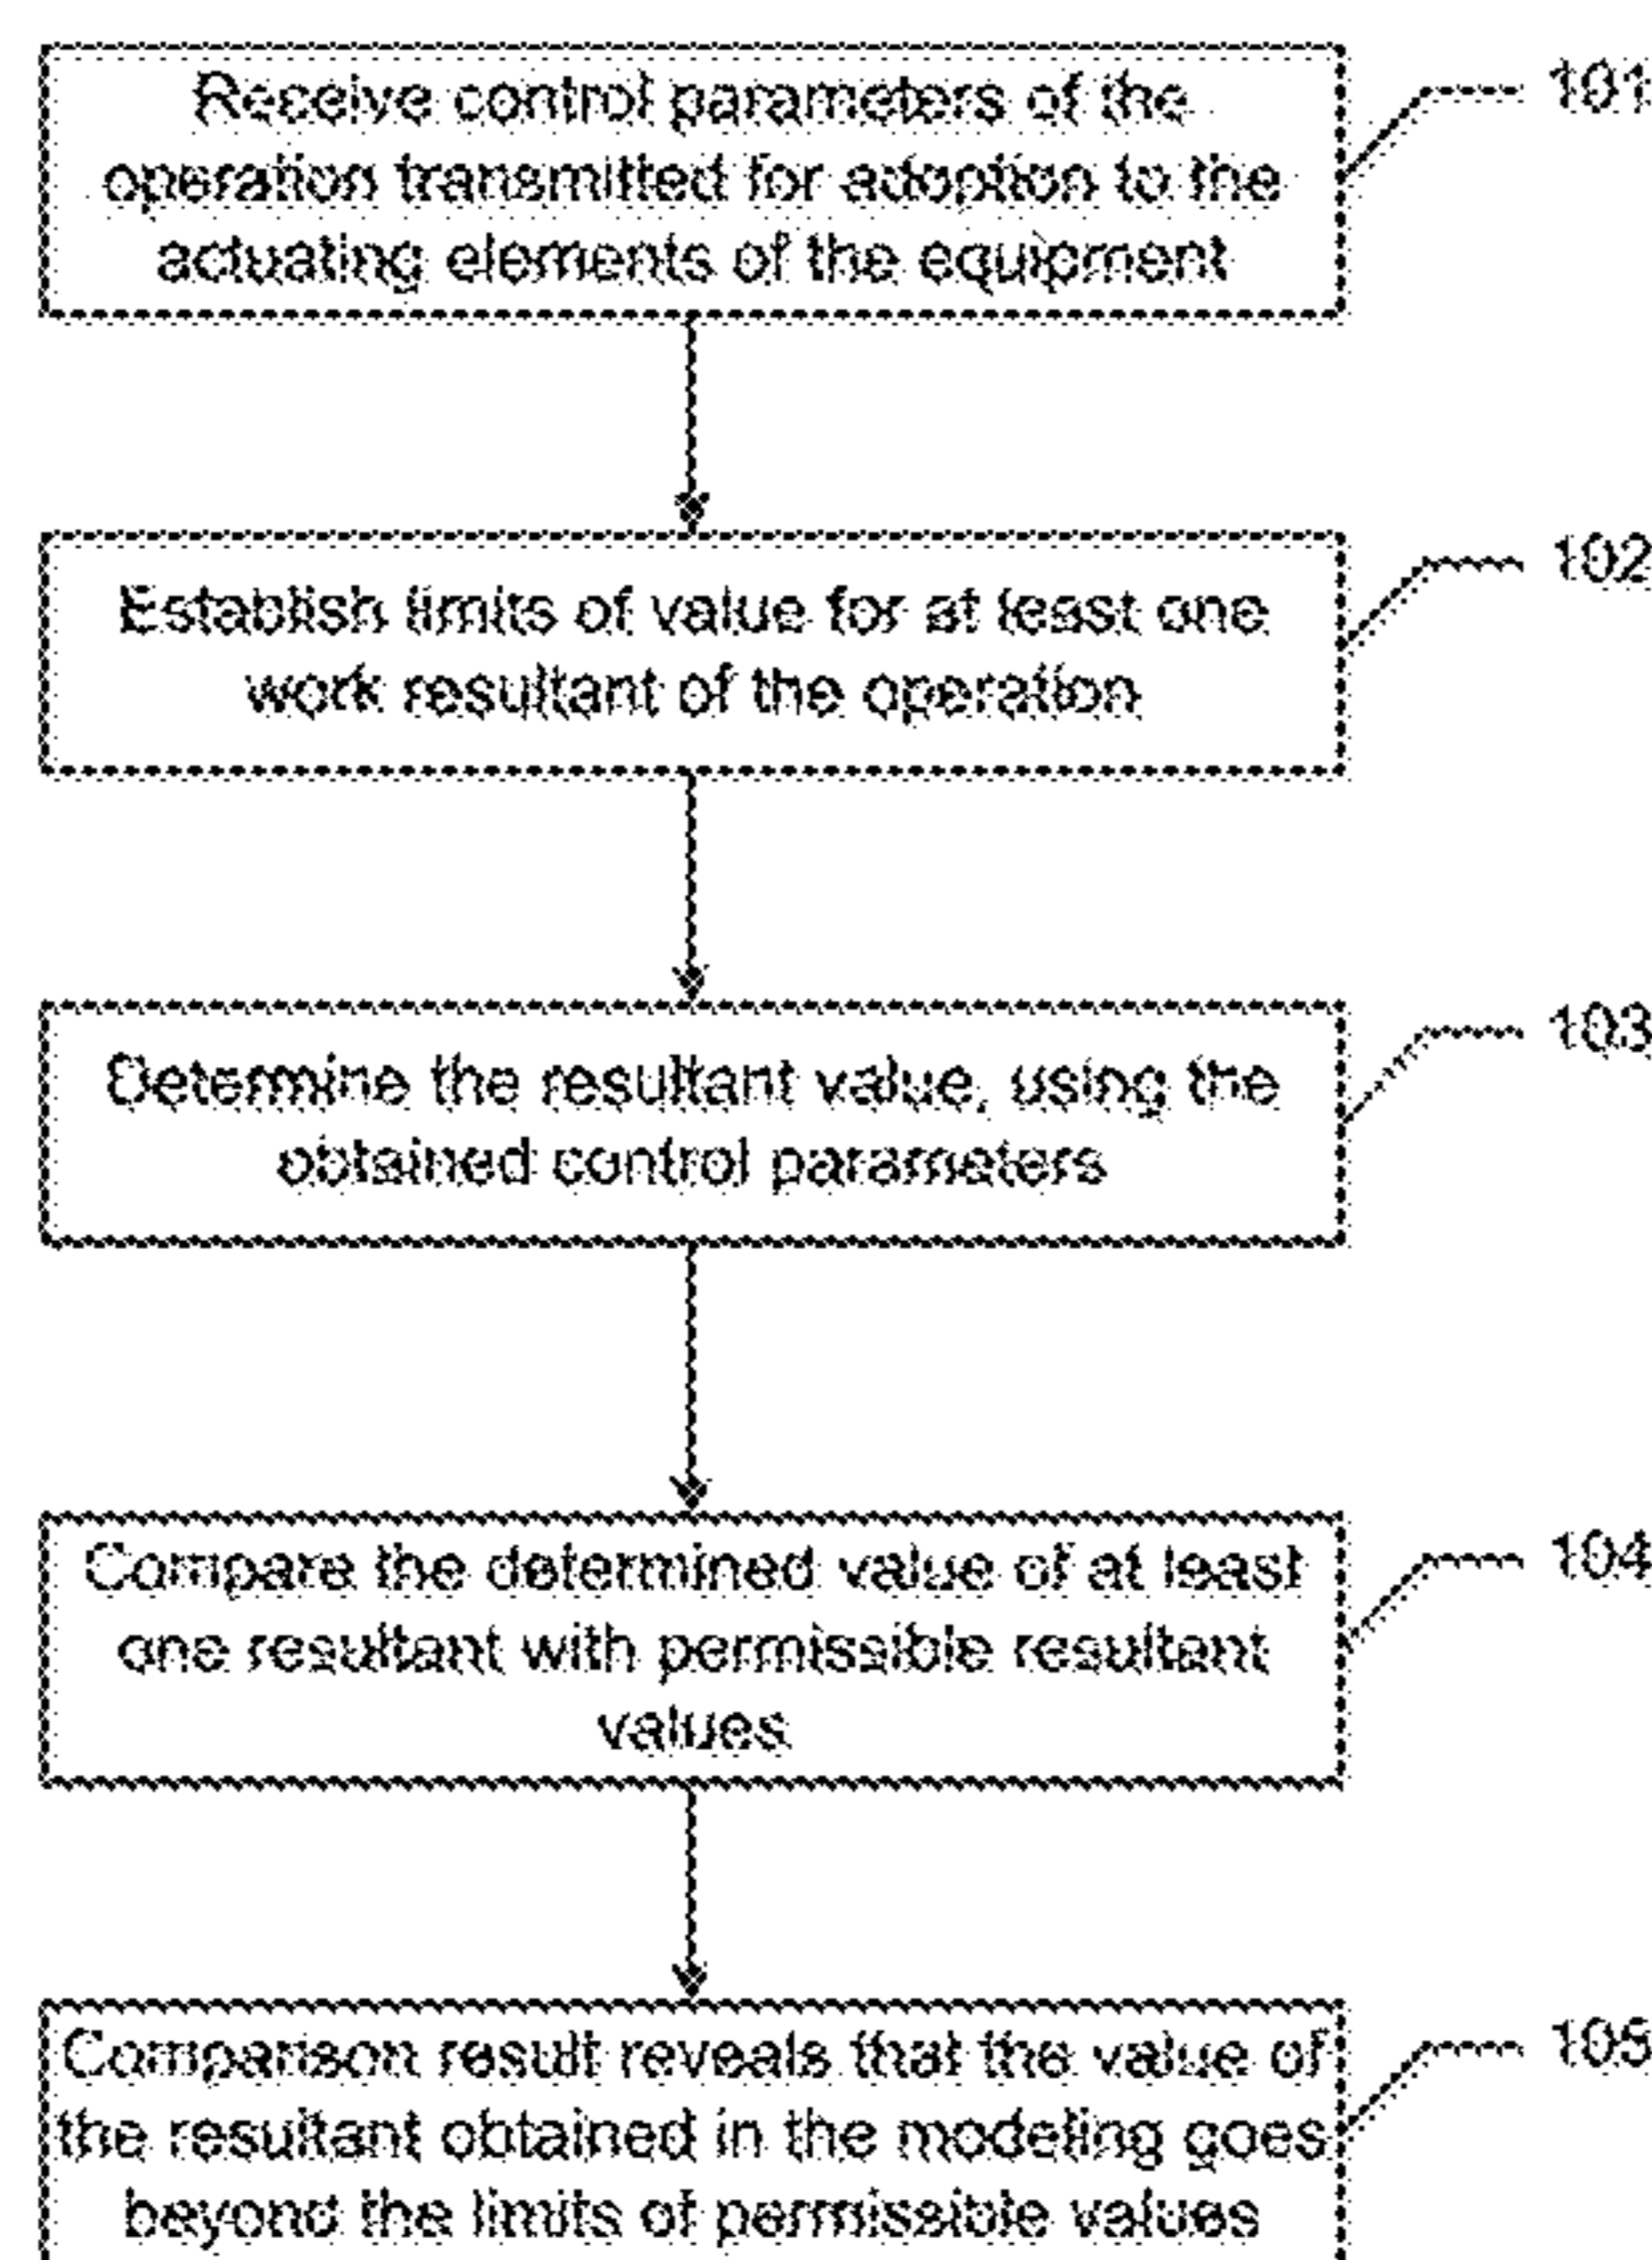 Receive control parameters of the
101
operation transmitted for adoption to the
actuating elements of the equipment
102
Establish limits of value for at least one
work resultant of the operation
103
Determine the resultant value, using the
obtained control parameters
104
Compare the determined value of at least
one resultant with permissible resultant
values
105
Comparison result reveals that the value of
the resultant obtained in the modeling goes
beyond the limits of permissible values